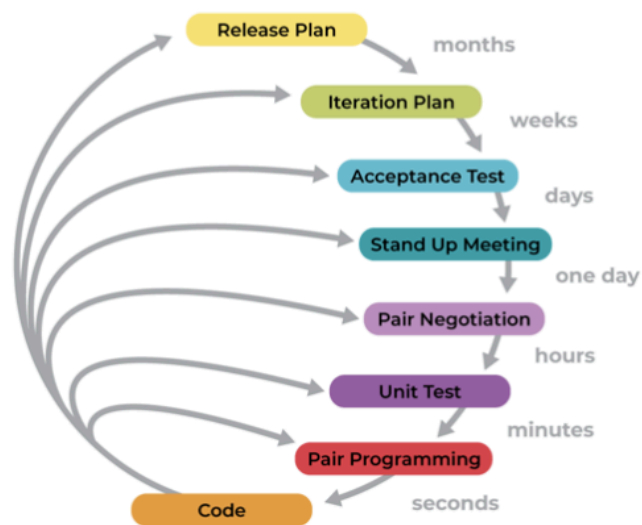 Release Plan
months
Iteration Plan
weeks
Acceptance Test
days
Stand Up Meeting
one day
Pair Negotiation
hours
Unit Test
minutes
Pair Programming
seconds
Code